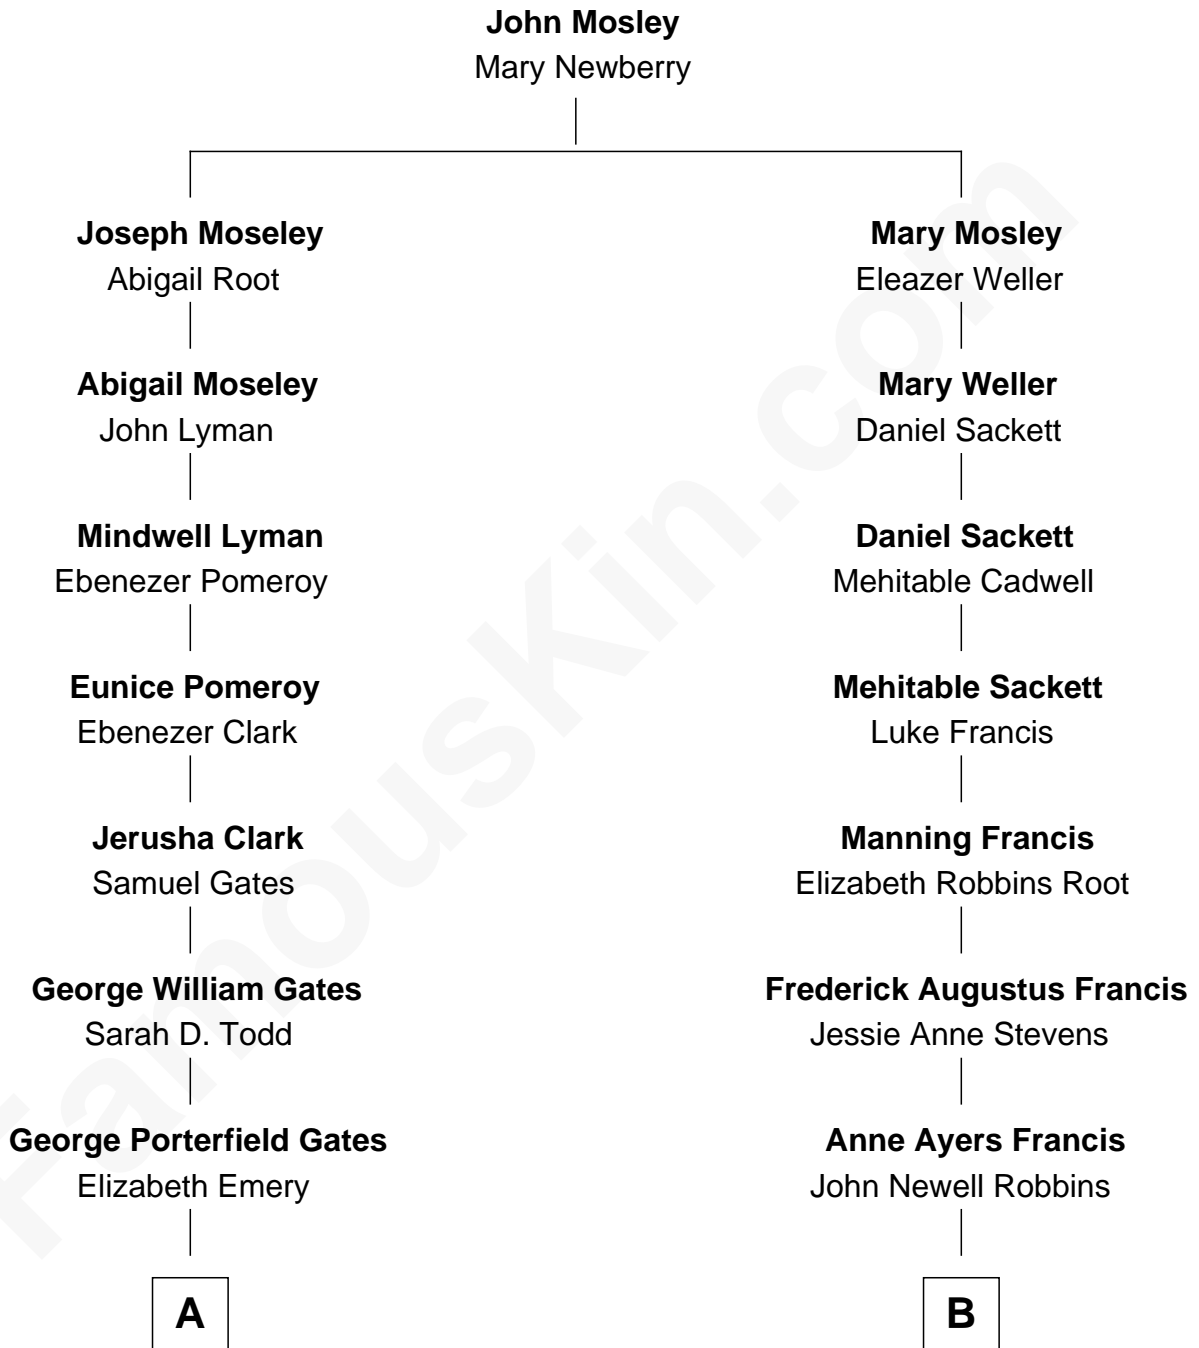 John Mosley
Mary Newberry
Joseph Moseley
Abigail Root
Mary Mosley
Eleazer Weller
Abigail Moseley
John Lyman
Mary Weller
Daniel Sackett
Mindwell Lyman
Ebenezer Pomeroy
Daniel Sackett
Mehitable Cadwell
Eunice Pomeroy
Ebenezer Clark
Mehitable Sackett
Luke Francis
Jerusha Clark
Samuel Gates
Manning Francis
Elizabeth Robbins Root
George William Gates
Sarah D. Todd
Frederick Augustus Francis
Jessie Anne Stevens
George Porterfield Gates
Elizabeth Emery
Anne Ayers Francis
John Newell Robbins
A
B
FamousKin.com